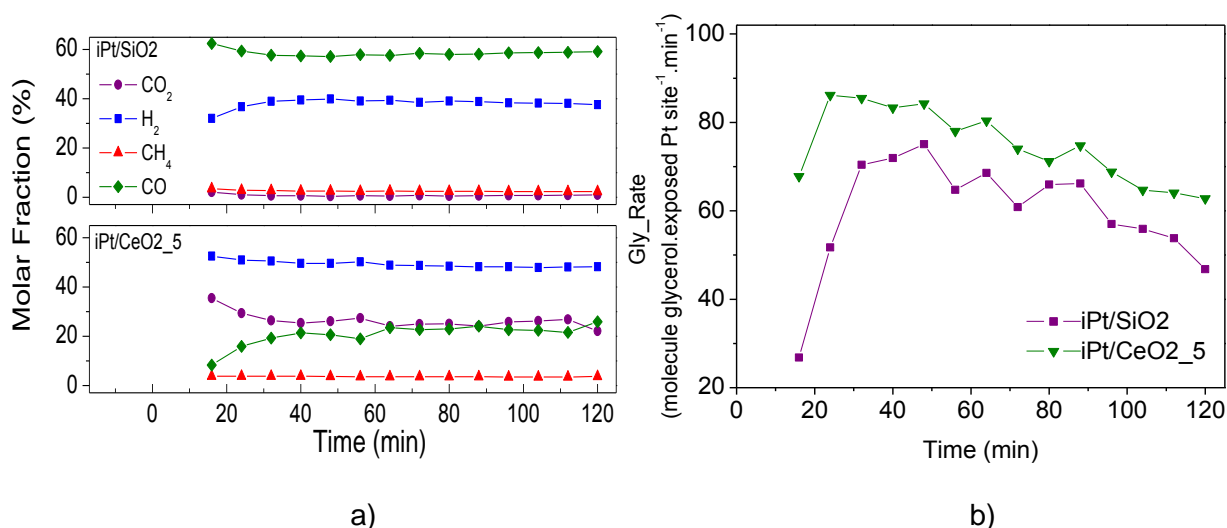 a)
iPt/SiO2
CO2
H2
CH4
CO
60
40
20
0
iPt/CeO2_5
60
40
20
0
Molar Fraction (%)
0 20 40 60 80 100 120
Time (min)
a)
b)
100
80
60
40
20
Gly_Rate
(molecule glycerol.exposed Pt site-1.min-1)
iPt/SiO2
iPt/CeO2_5
0 20 40 60 80 100 120
Time (min)
b)